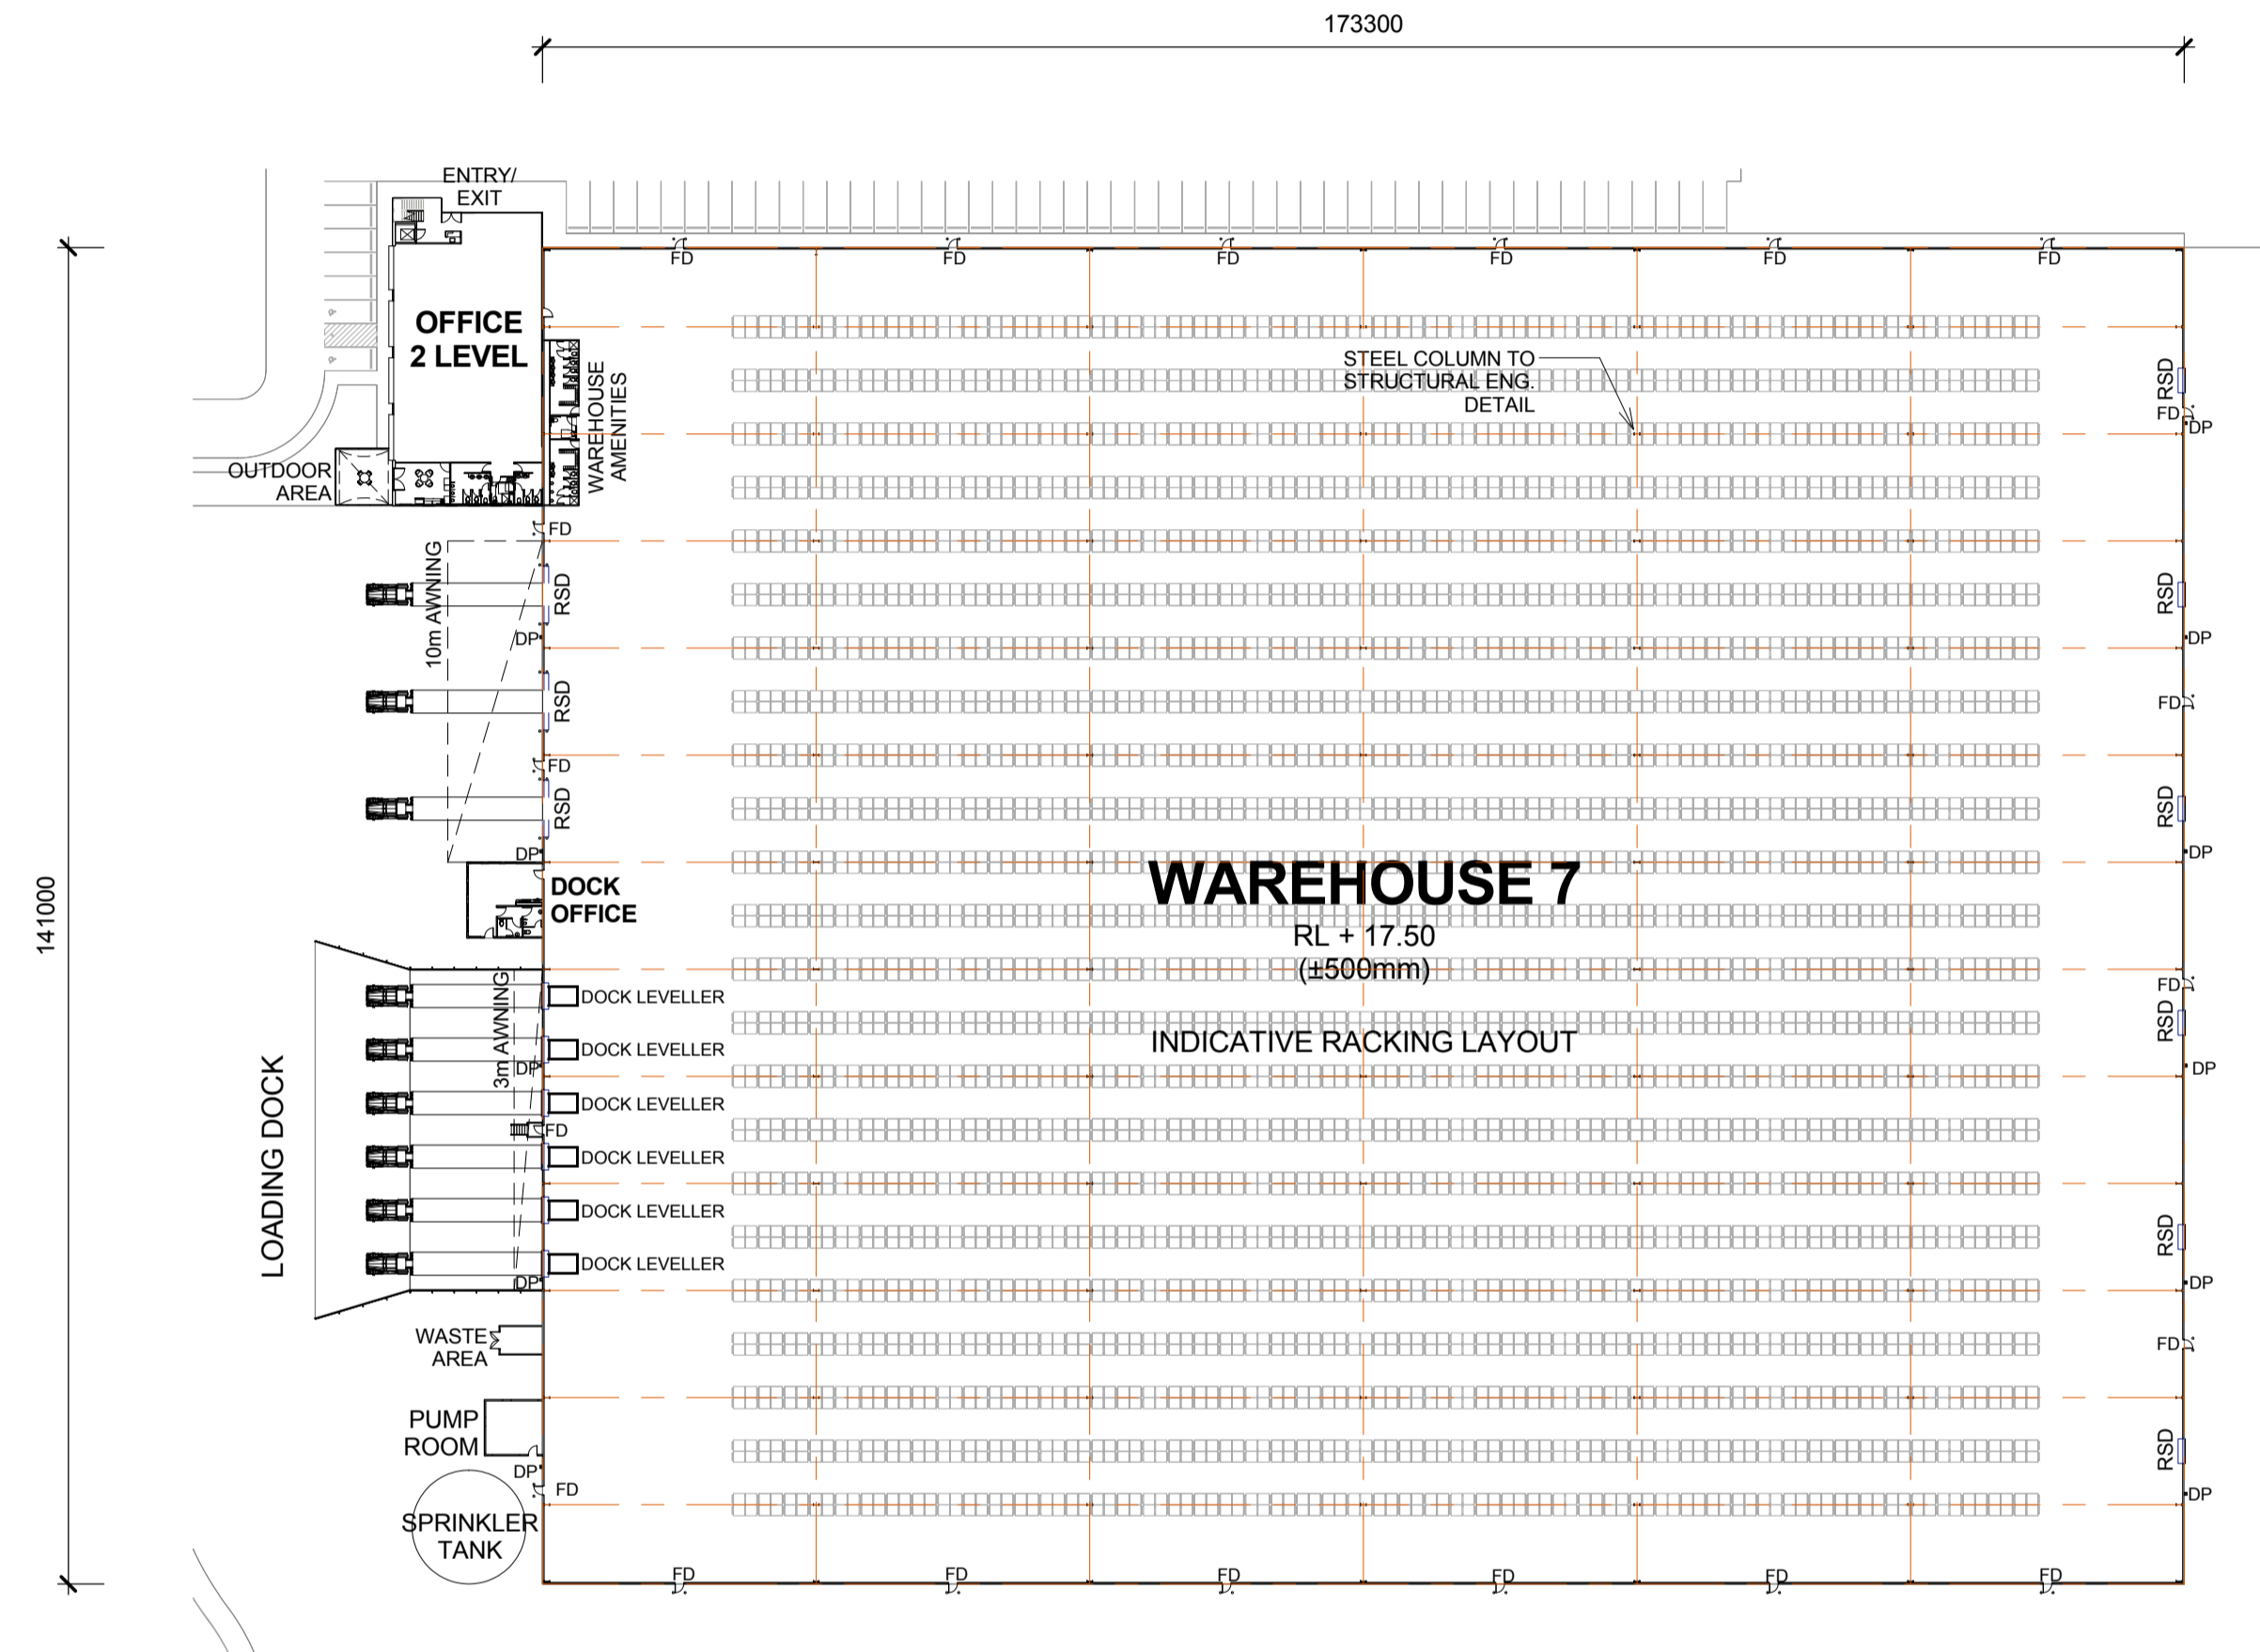 173300
ENTRY/
EXIT
FD
FD
FD
FD
FD
FD
OFFICE
2 LEVEL
WAREHOUSE
AMENITIES
STEEL COLUMN TO
STRUCTURAL ENG.
DETAIL
RSD
FD
DP
OUTDOOR
AREA
FD
10m AWNING
RSD
RSD
DP
DP
RSD
FD
FD
RSD
RSD
DP
DP
DOCK
OFFICE
WAREHOUSE 7
RL + 17.50
(±500mm)
141000
3m AWNING
DOCK LEVELLER
FD
RSD
INDICATIVE RACKING LAYOUT
DOCK LEVELLER
DP
DP
LOADING DOCK
DOCK LEVELLER
FD
DOCK LEVELLER
DOCK LEVELLER
RSD
DOCK LEVELLER
DP
DP
WASTE
AREA
FD
PUMP
ROOM
RSD
DP
FD
DP
SPRINKLER
TANK
FD
FD
FD
FD
FD
FD